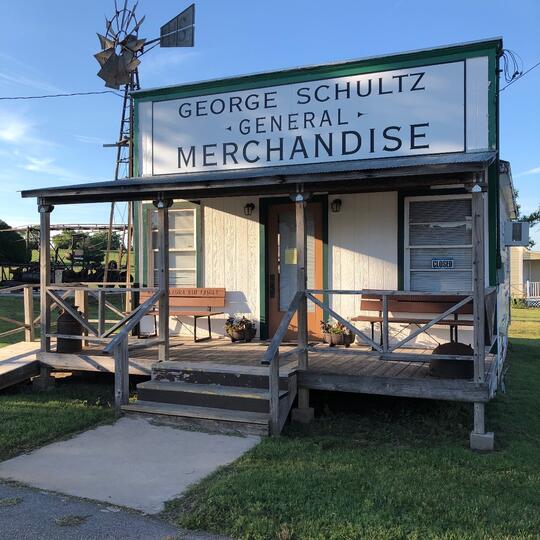 GEORGE SCHULTZ
GENERAL
MERCHANDISE
CLOSED